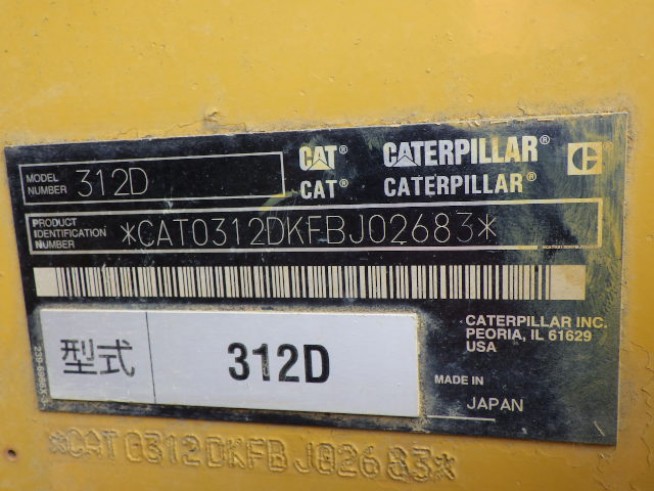 MODEL NUMBER 312D
CAT® CATERPILLAR®
CAT® CATERPILLAR®
PRODUCT IDENTIFICATION NUMBER *CAT0312DKFBJ02683*
CATERPILLAR INC.
PEORIA, IL 61629
USA
型式 312D
MADE IN
JAPAN
*CAT0312DKFBJ02683*